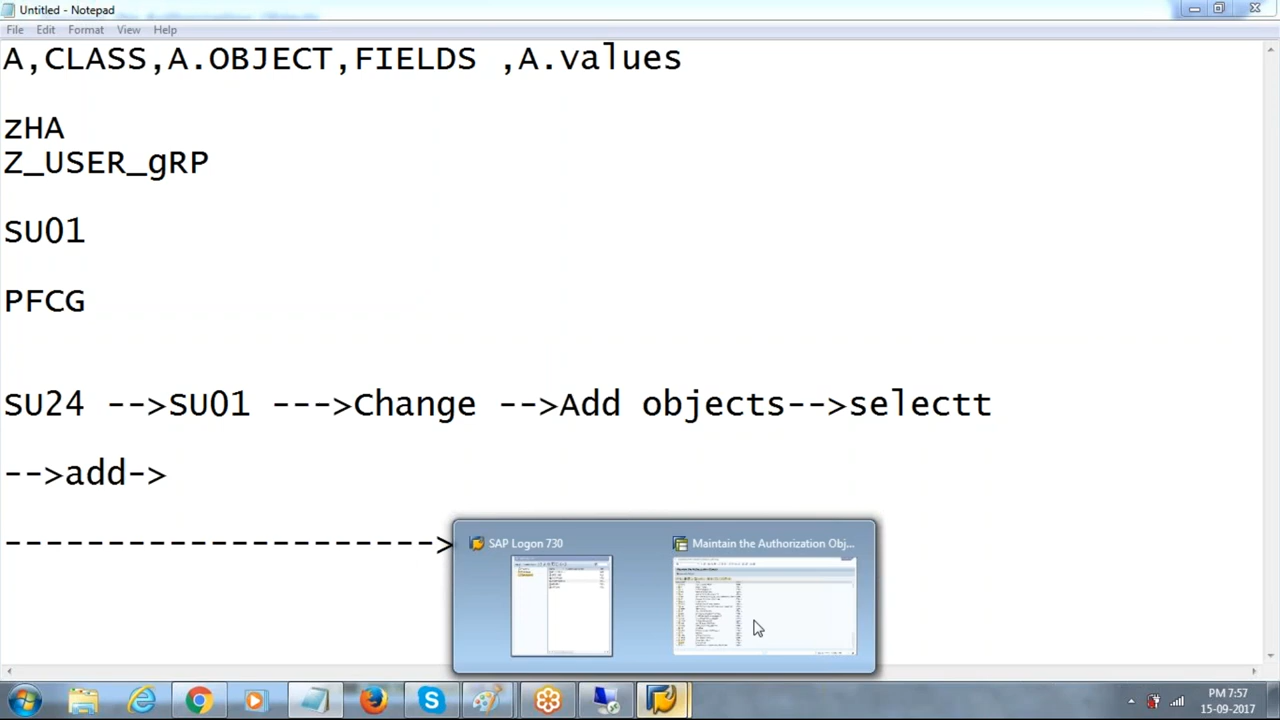 Untitled - Notepad
File Edit Format View Help
A,CLASS,A.OBJECT,FIELDS ,A.values
zHA
Z_USER_gRP
SU01
PFCG
SU24 -->SU01 --->Change -->Add objects-->selectt
-->add->
--------------------->
SAP Logon 730
Maintain the Authorization Obj...
PM 7:57
15-09-2017